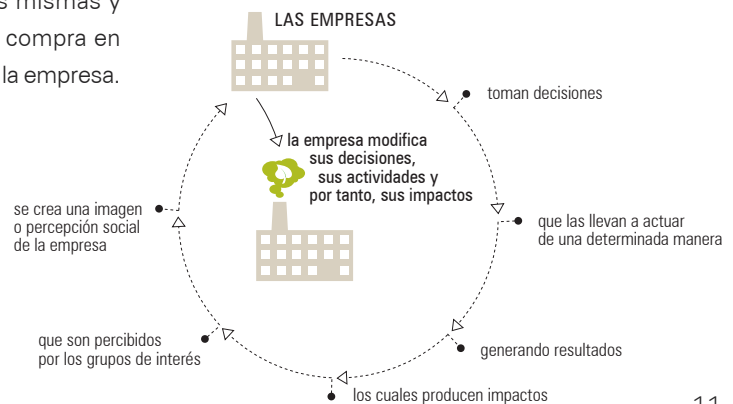 s mismas y
compra en
la empresa.
LAS EMPRESAS
toman decisiones
la empresa modifica
sus decisiones,
sus actividades y
por tanto, sus impactos
que las llevan a actuar
de una determinada manera
generando resultados
los cuales producen impactos
que son percibidos
por los grupos de interés
se crea una imagen
o percepción social
de la empresa